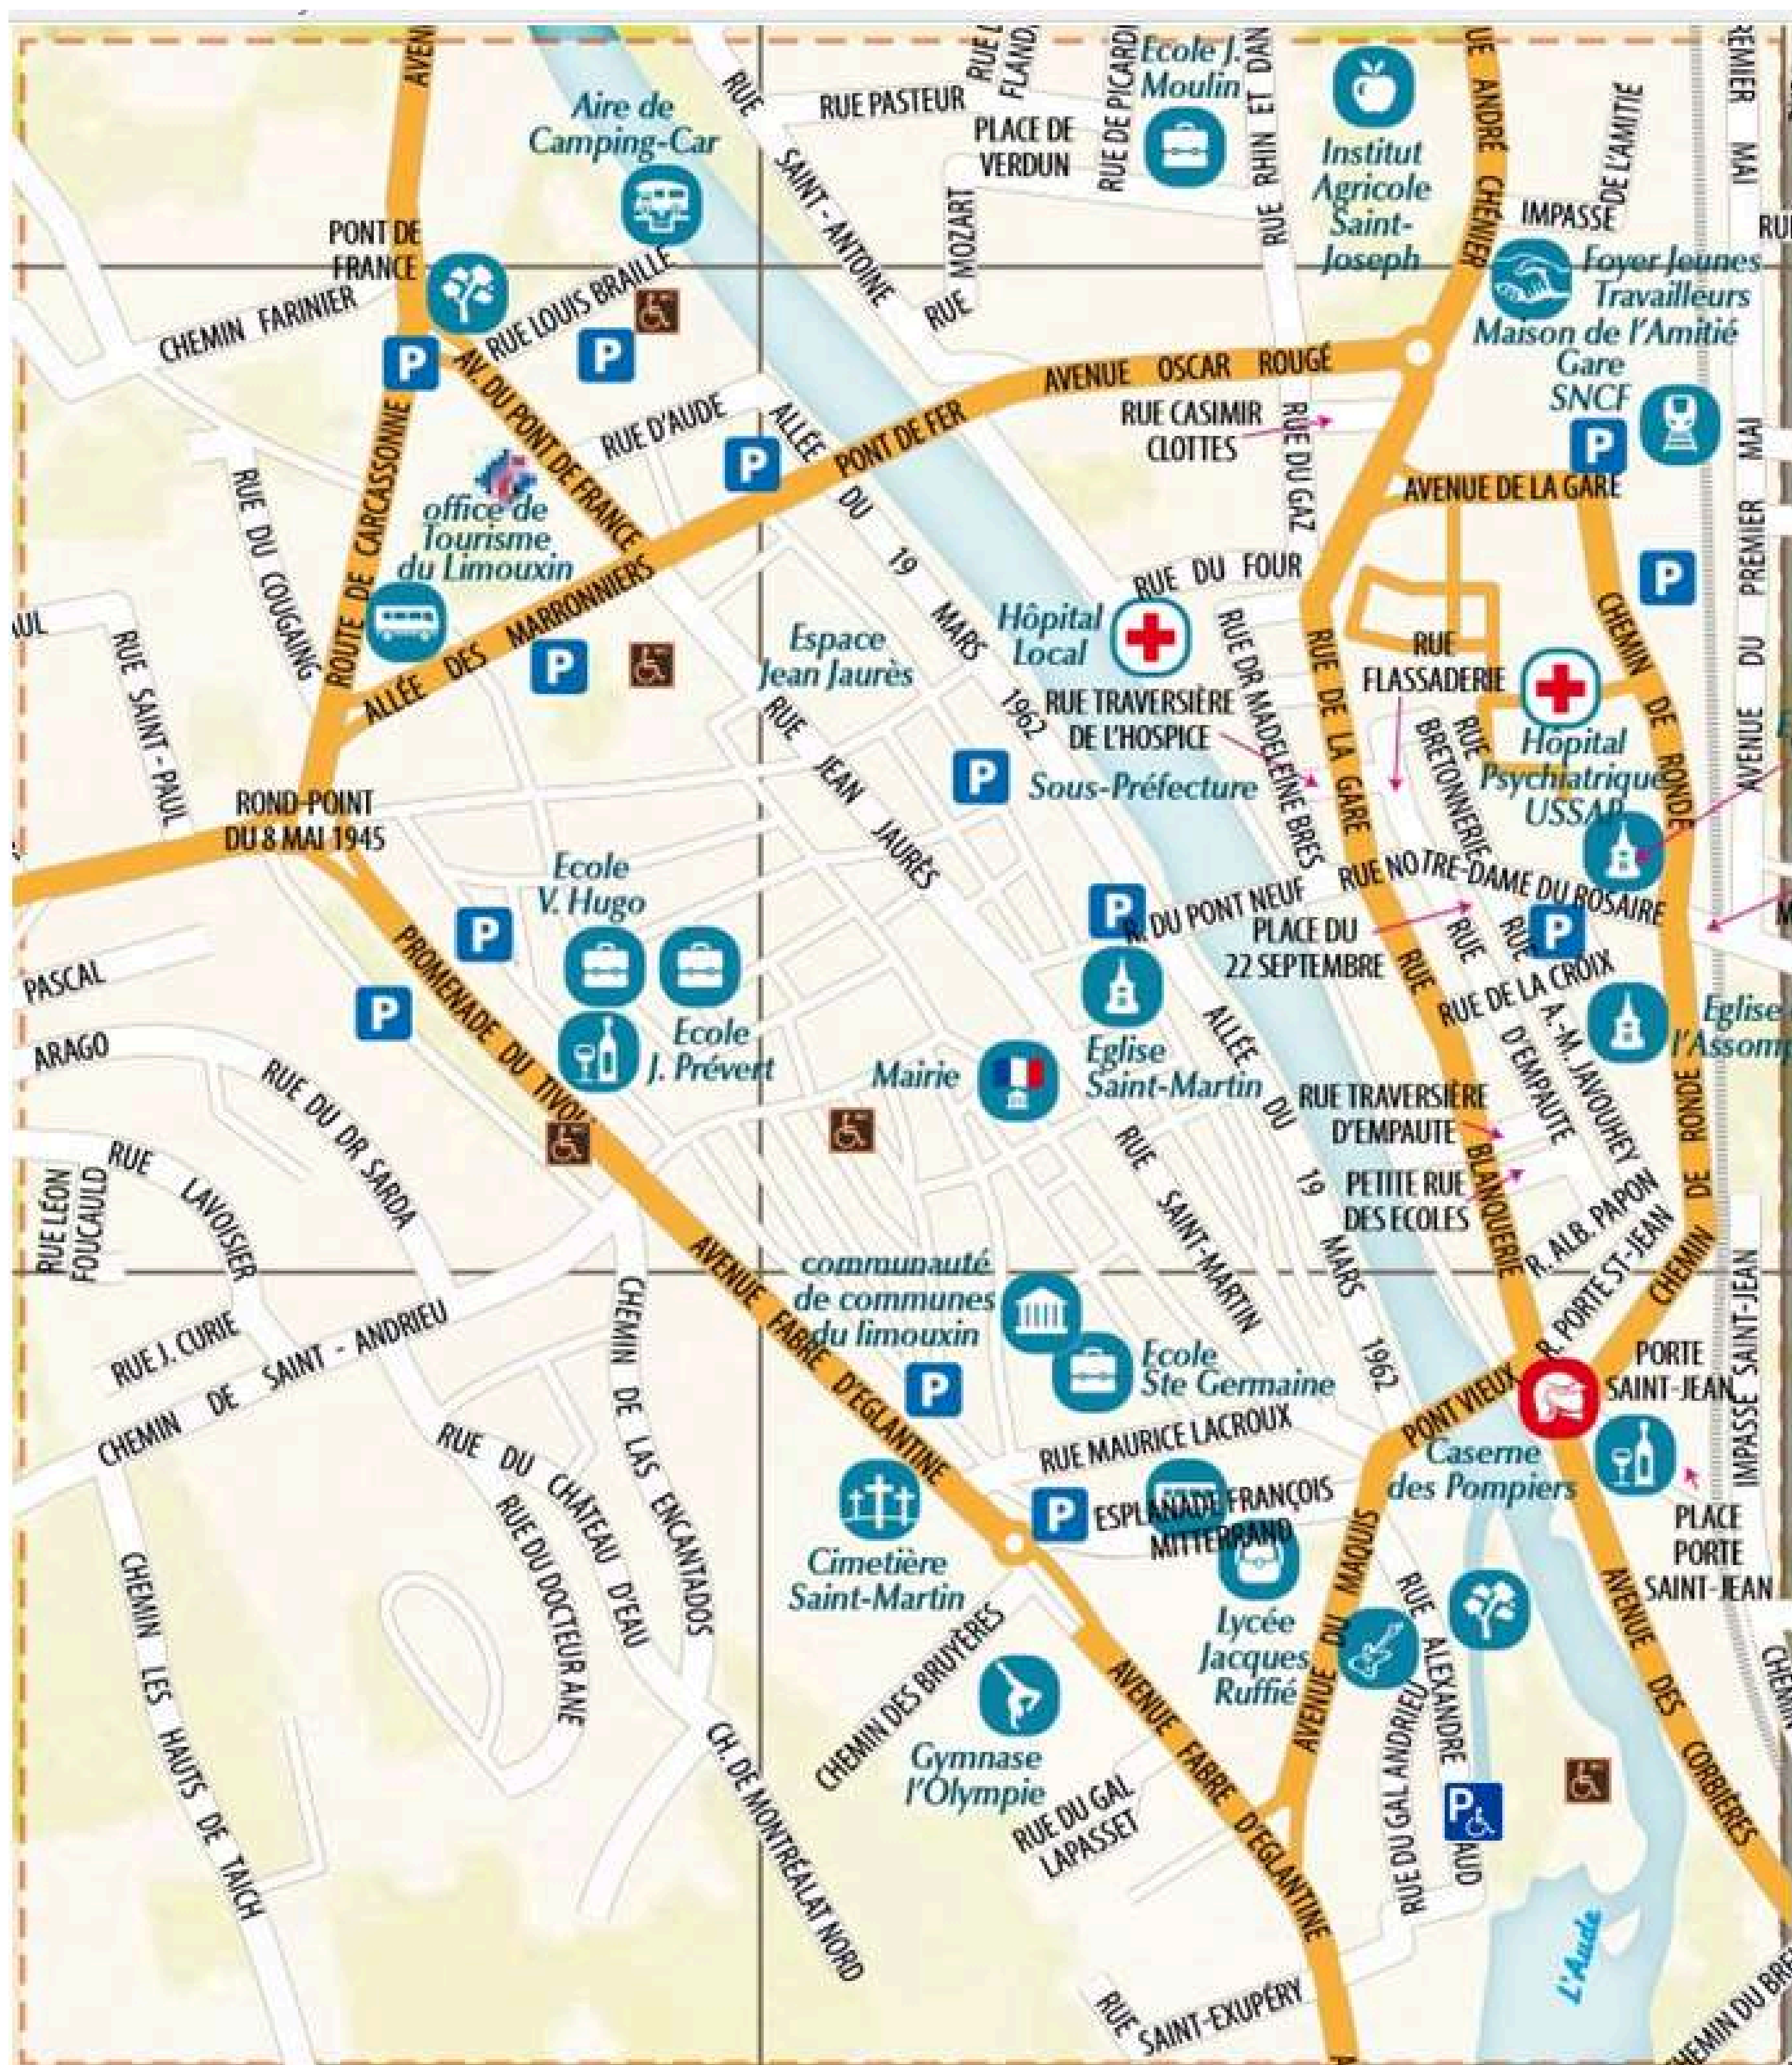 AVEN
Aire de
Camping-Car
RUE SAINT-ANTOINE
RUE PASTEUR
RUE
FLAND
PLACE DE
VERDUN
RUE DE PICARDI
Ecole J.
Moulin
RUE RHIN ET DAN
Institut
Agricole
Saint-
Joseph
UE ANDRÉ CHÉNIER
IMPASSE DE L'AMITIÉ
REMIER MAI
RU
PONT DE
FRANCE
RUE MOZART
Foyer Jeunes
Travailleurs
Maison de l'Amitié
Gare
SNCF
CHEMIN FARINIER
RUE LOUIS BRAILLE
P
P
AV. DU PONT DE FRANCE
AVENUE OSCAR ROUGÉ
RUE CASIMIR
CLOTTES
RUE DU GAZ
P
RUE D'AUDE
P
PONT DE FER
ALLÉE DU 19 MARS 1962
AVENUE DE LA GARE
AVENUE DU PREMIER MAI
ROUTE DE CARCASSONNE
RUE DU COUGAING
office de
Tourisme
du Limouxin
ALLÉE DES MARRONNIERS
P
RUE DU FOUR
P
AUL
RUE SAINT-PAUL
Espace
Jean Jaurès
Hôpital
Local
RUE DR MADELEINE BRES
RUE DE LA GARE
RUE
FLASSADERIE
CHEMIN DE RONDE
RUE TRAVERSIÈRE
DE L'HOSPICE
RUE
BRETONNERIE
Hôpital
Psychiatrique
USSAP
RUE JEAN JAURÈS
P
Sous-Préfecture
ROND-POINT
DU 8 MAI 1945
Ecole
V. Hugo
P
P
R. DU PONT NEUF
RUE NOTRE-DAME DU ROSAIRE
PLACE DU
22 SEPTEMBRE
P
M
PASCAL
P
PROMENADE DU TIVOLI
RUE D'EMPAUTE
RUE A.-M. JAVOUHEY
RUE DE LA CROIX
Eglise
l'Assomp
ARAGO
RUE DU DR SARDA
Ecole
J. Prévert
Mairie
Eglise
Saint-Martin
ALLÉE DU 19 MARS 1962
RUE BLANQUERIE
RUE TRAVERSIÈRE
D'EMPAUTE
PETITE RUE
DES ECOLES
RUE LAVOISIER
RUE LÉON
FOUCAULD
RUE SAINT-MARTIN
R. ALB. PAPON
R. PORTE ST-JEAN
CHEMIN DE RONDE
AVENUE FABRE D'EGLANTINE
communauté
de communes
du limouxin
RUE J. CURIE
CHEMIN DE SAINT-ANDRIEU
CHEMIN DE LAS ENCANTADOS
P
Ecole
Ste Germaine
PORTE
SAINT-JEAN
IMPASSE SAINT-JEAN
PONT VIEUX
RUE MAURICE LACROUX
Caserne
des Pompiers
RUE DU CHÂTEAU D'EAU
RUE DU DOCTEUR ANE
P
ESPLANADE FRANÇOIS
MITTERRAND
PLACE
PORTE
SAINT-JEAN
Cimetière
Saint-Martin
CHEMIN LES HAUTS DE TAICH
CHEMIN DES BRUYÈRES
Lycée
Jacques
Ruffié
AVENUE DU MAQUIS
RUE ALEXANDRE
AUD
AVENUE DES CORBIÈRES
CHEMIN
Gymnase
l'Olympie
AVENUE FABRE D'EGLANTINE
RUE DU GAL ANDRIEU
P
CH. DE MONTRÉALAT NORD
RUE DU GAL
LAPASSET
L'Aude
RUE SAINT-EXUPÉRY
HEMIN DU BRE